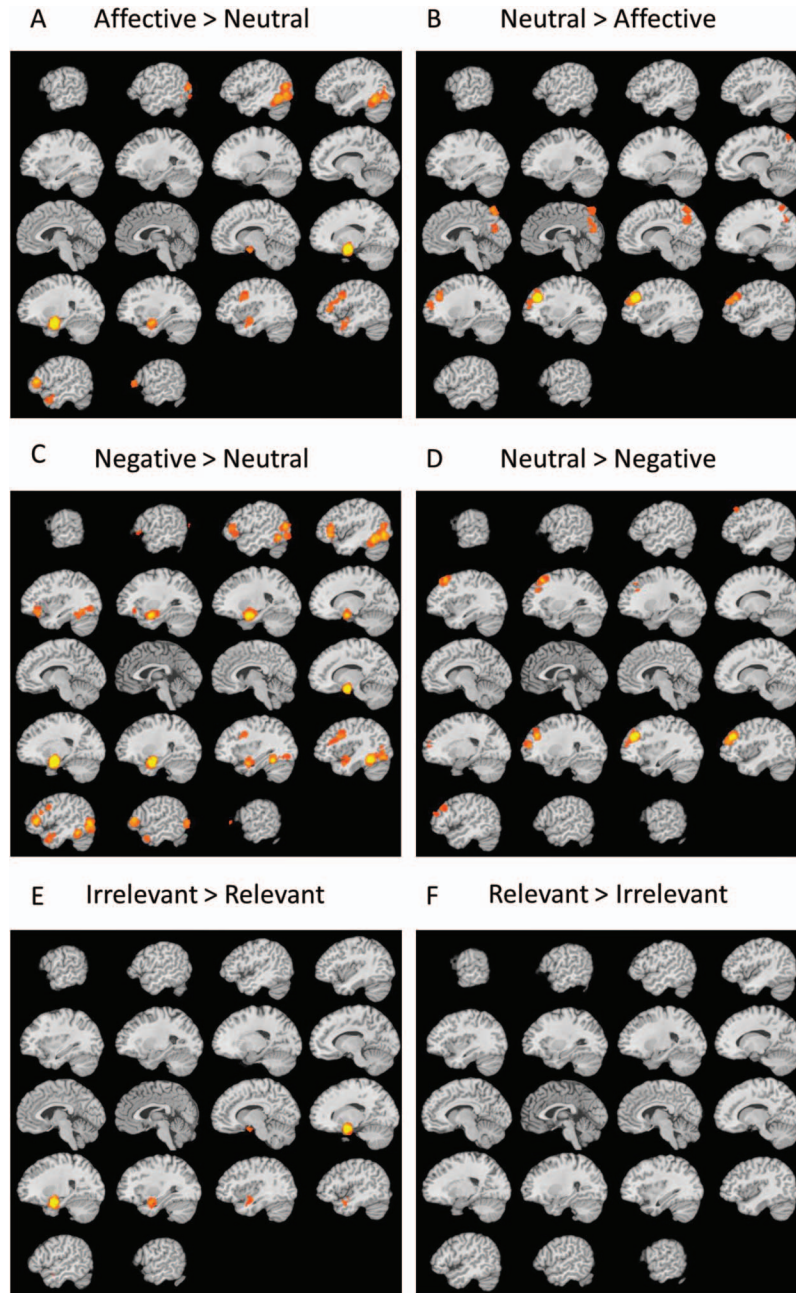 A Affective > Neutral
B Neutral > Affective
C Negative > Neutral
D Neutral > Negative
E Irrelevant > Relevant
F Relevant > Irrelevant